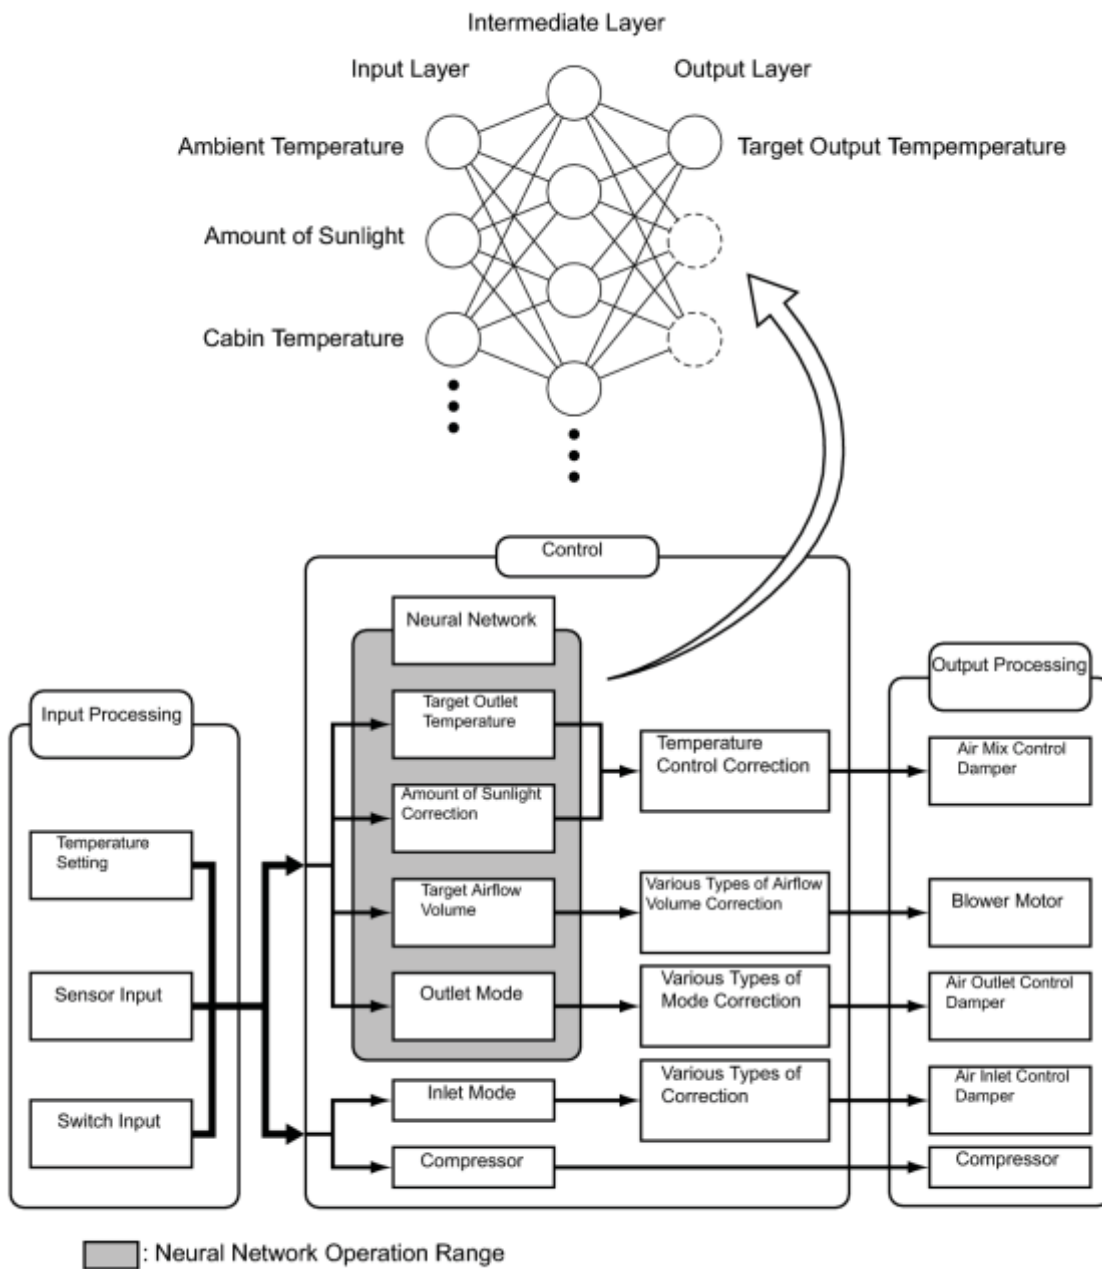 Intermediate Layer
Input Layer
Output Layer
Ambient Temperature
Target Output Tempemperature
Amount of Sunlight
Cabin Temperature
Control
Neural Network
Output Processing
Input Processing
Target Outlet
Temperature
Temperature
Control Correction
Air Mix Control
Damper
Amount of Sunlight
Correction
Temperature
Setting
Target Airflow
Volume
Various Types of Airflow
Volume Correction
Blower Motor
Sensor Input
Outlet Mode
Various Types of
Mode Correction
Air Outlet Control
Damper
Inlet Mode
Various Types of
Correction
Air Inlet Control
Damper
Switch Input
Compressor
Compressor
: Neural Network Operation Range